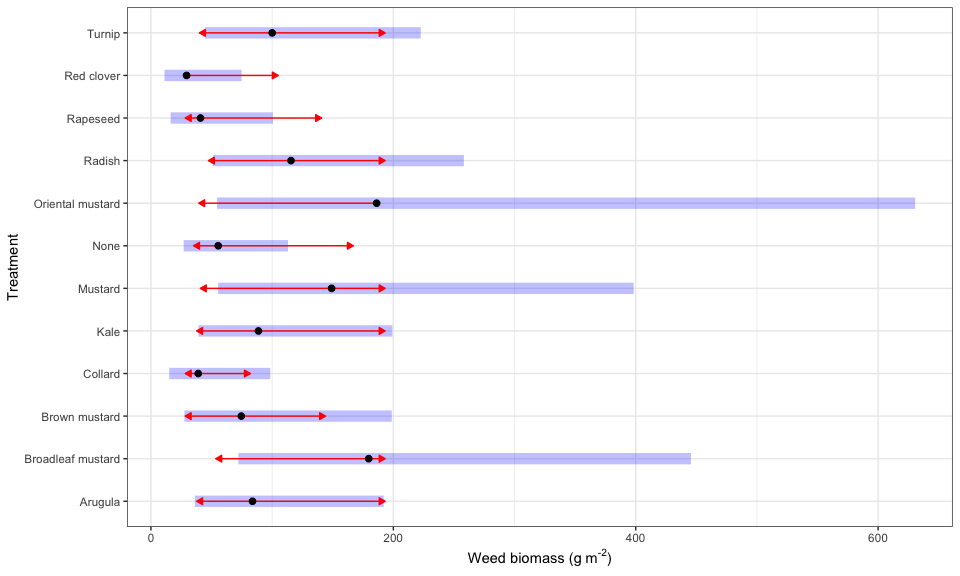 Turnip
Red clover
Rapeseed
Radish
Oriental mustard
None
Mustard
Kale
Collard
Brown mustard
Broadleaf mustard
Arugula
Treatment
0 200 400 600
Weed biomass (g m⁻²)